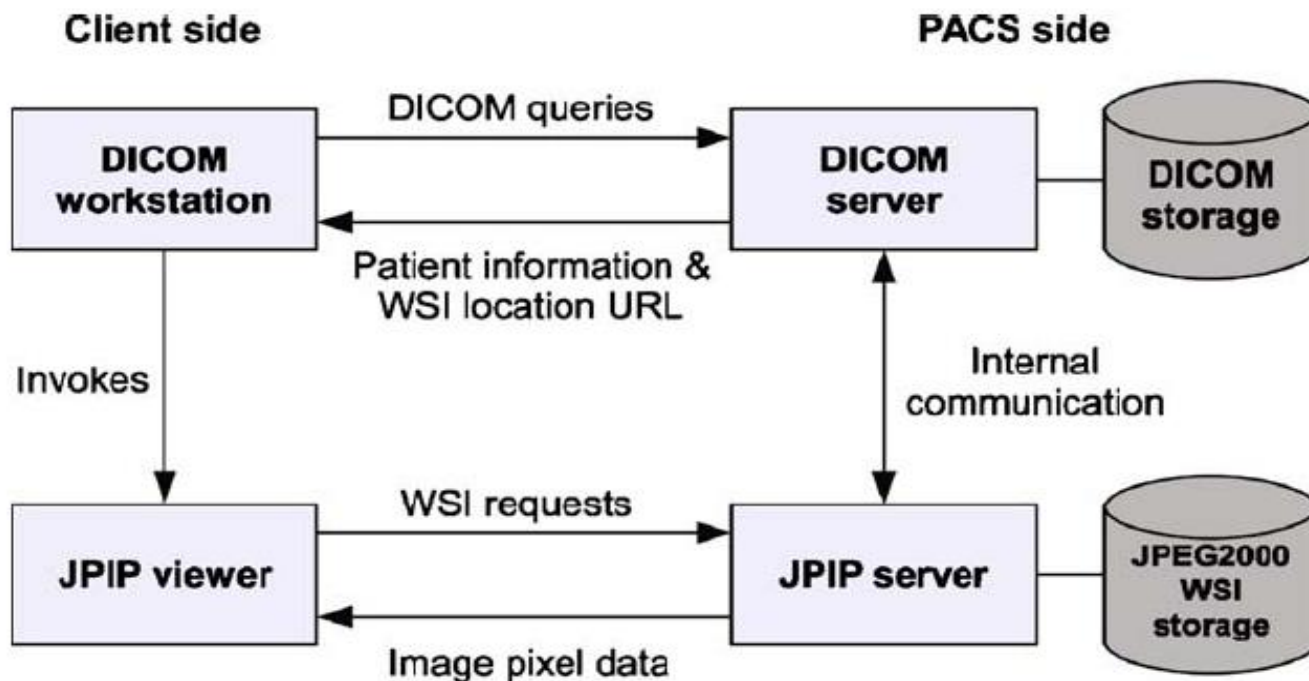 Client side
PACS side
DICOM queries
DICOM
workstation
DICOM
server
DICOM
storage
Patient information &
WSI location URL
Invokes
Internal
communication
WSI requests
JPIP viewer
JPIP server
JPEG2000
WSI
storage
Image pixel data